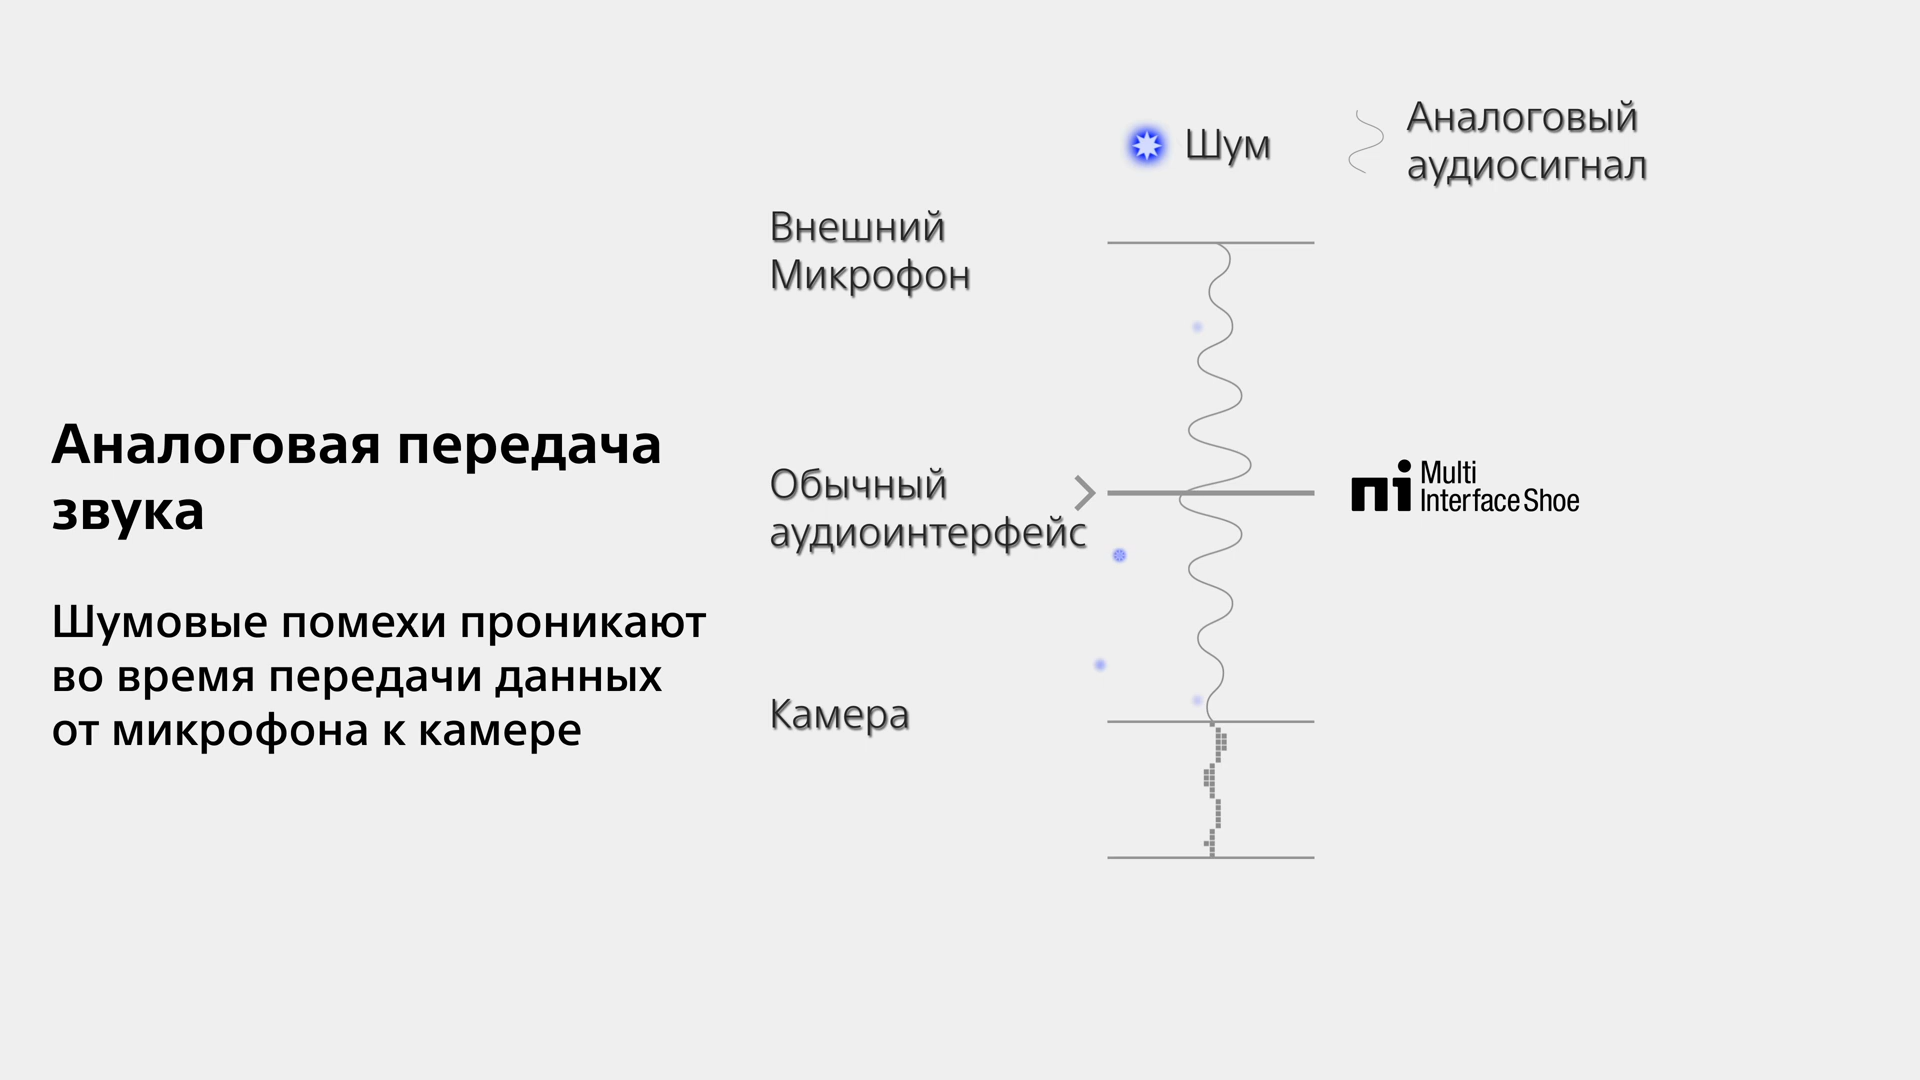 Аналоговая передача
звука
Шумовые помехи проникают
во время передачи данных
от микрофона к камере
Шум
Аналоговый
аудиосигнал
Внешний
Микрофон
Обычный
аудиоинтерфейс
Multi
Interface Shoe
Камера